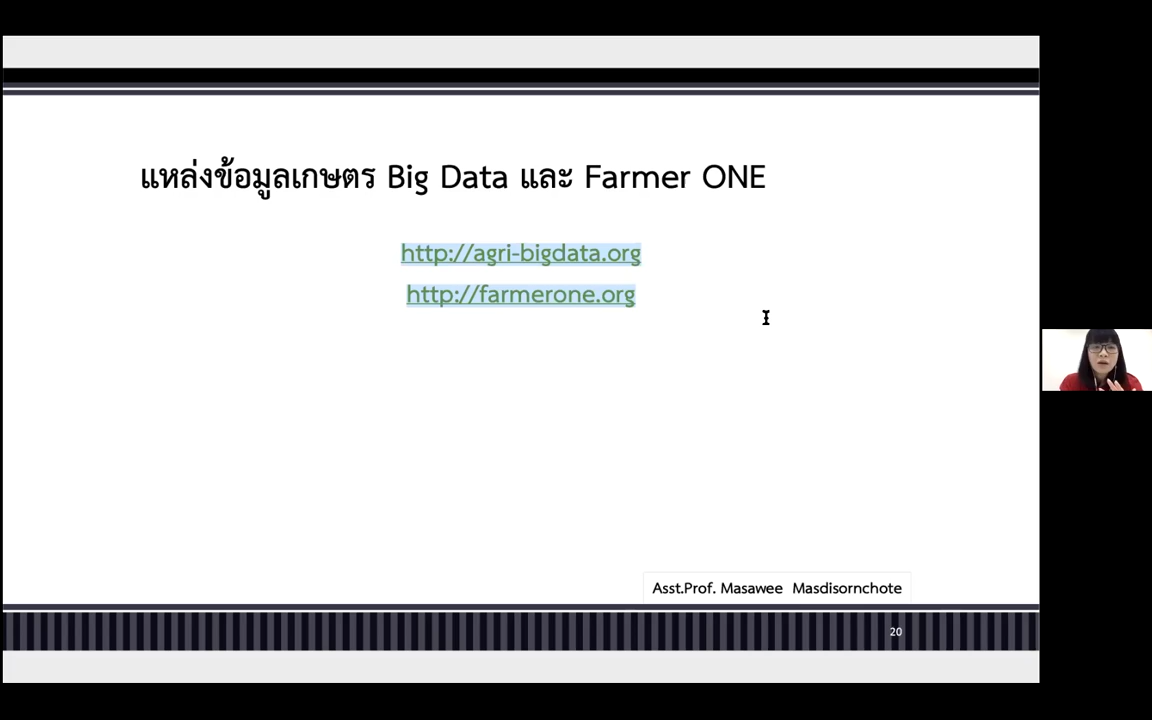 แหล่งข้อมูลเกษตร Big Data และ Farmer ONE
http://agri-bigdata.org
http://farmerone.org
Asst.Prof. Masawee Masdisornchote
20